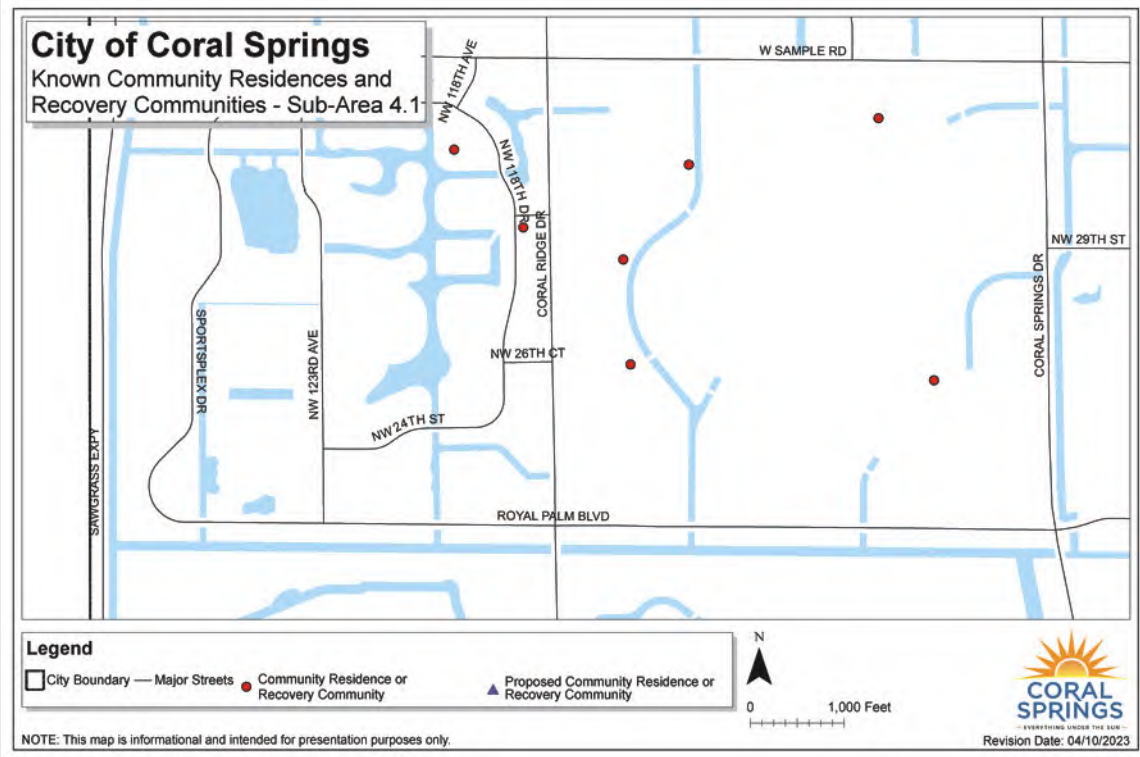 City of Coral Springs
Known Community Residences and
Recovery Communities - Sub-Area 4.1
NW 118TH AVE
W SAMPLE RD
NW 118TH DR
CORAL RIDGE DR
NW 29TH ST
CORAL SPRINGS DR
SPORTSPLEX DR
NW 123RD AVE
NW 26TH CT
NW 24TH ST
SAWGRASS EXPY
ROYAL PALM BLVD
Legend
City Boundary
Major Streets
Community Residence or
Recovery Community
Proposed Community Residence or
Recovery Community
N
0 1,000 Feet
CORAL
SPRINGS
EVERYTHING UNDER THE SUN
NOTE: This map is informational and intended for presentation purposes only.
Revision Date: 04/10/2023